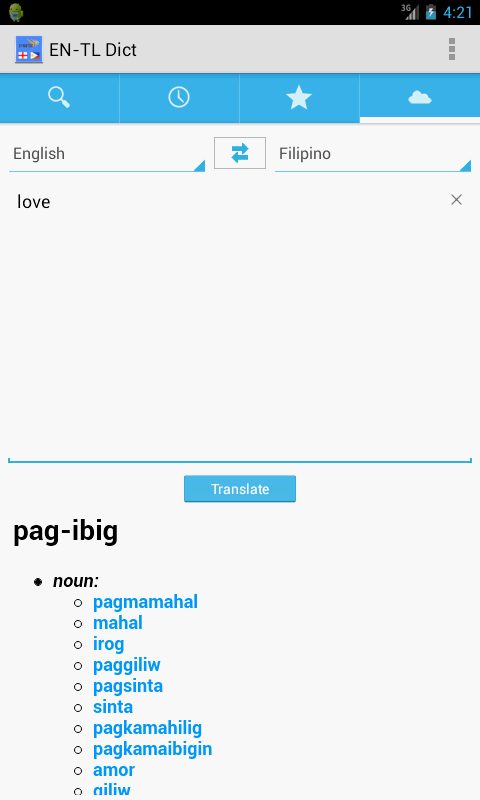 3G 4:21
EN-TL Dict
English Filipino
love
Translate
pag-ibig
noun:
pagmamahal
mahal
irog
paggiliw
pagsinta
sinta
pagkamahilig
pagkamaibigin
amor
giliw